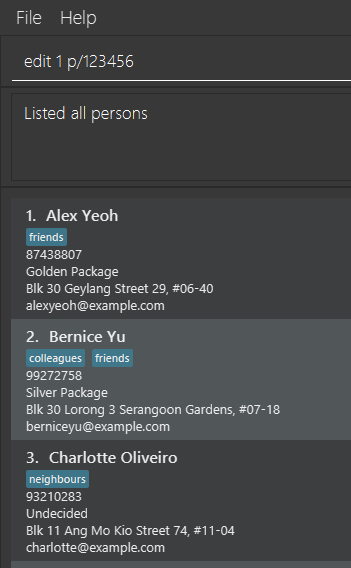 File Help
edit 1 p/123456
Listed all persons
1. Alex Yeoh
friends
87438807
Golden Package
Blk 30 Geylang Street 29, #06-40
alexyeoh@example.com
2. Bernice Yu
colleagues friends
99272758
Silver Package
Blk 30 Lorong 3 Serangoon Gardens, #07-18
berniceyu@example.com
3. Charlotte Oliveiro
neighbours
93210283
Undecided
Blk 11 Ang Mo Kio Street 74, #11-04
charlotte@example.com